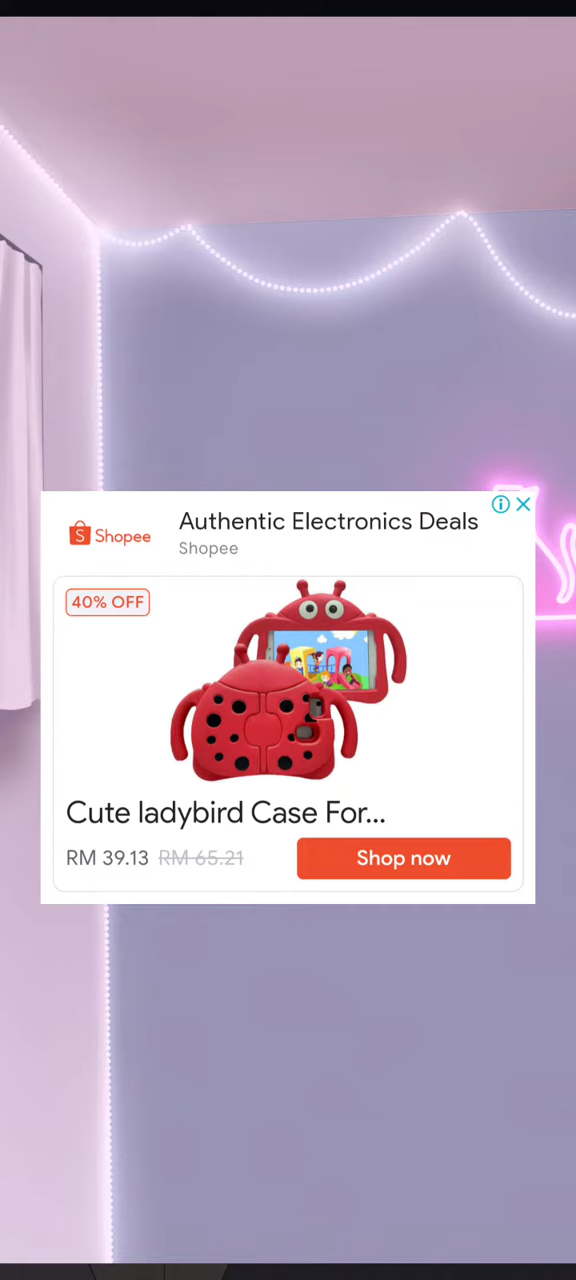 Shopee
Authentic Electronics Deals
Shopee
40% OFF
Cute ladybird Case For...
RM 39.13 RM 65.21
Shop now